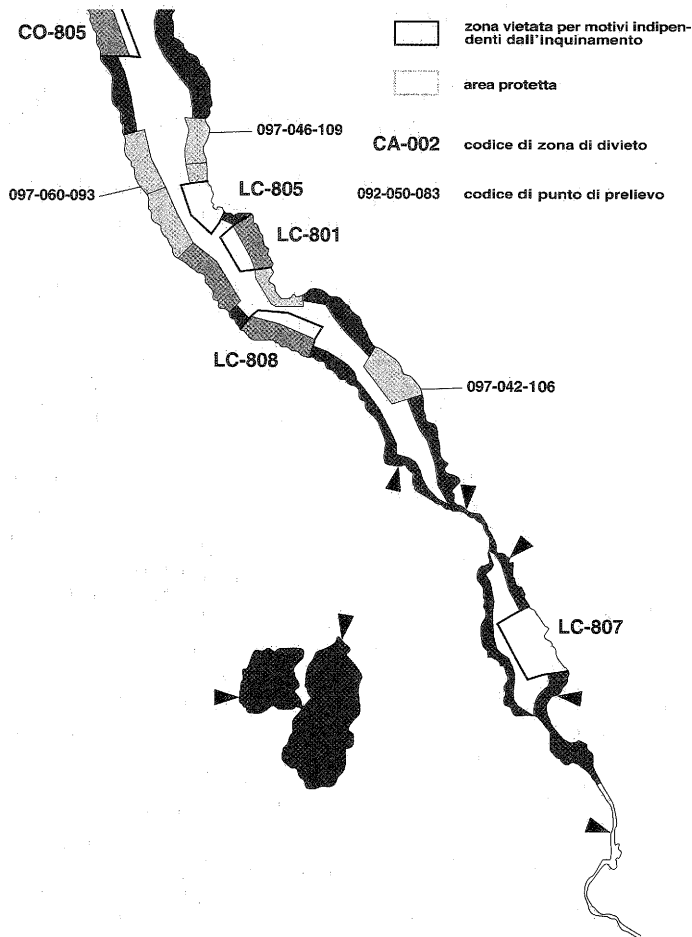 CO-805
zona vietata per motivi indipen-
denti dall'inquinamento
area protetta
097-046-109
CA-002 codice di zona di divieto
LC-805
097-060-093
092-050-083 codice di punto di prelievo
LC-801
LC-808
097-042-106
LC-807